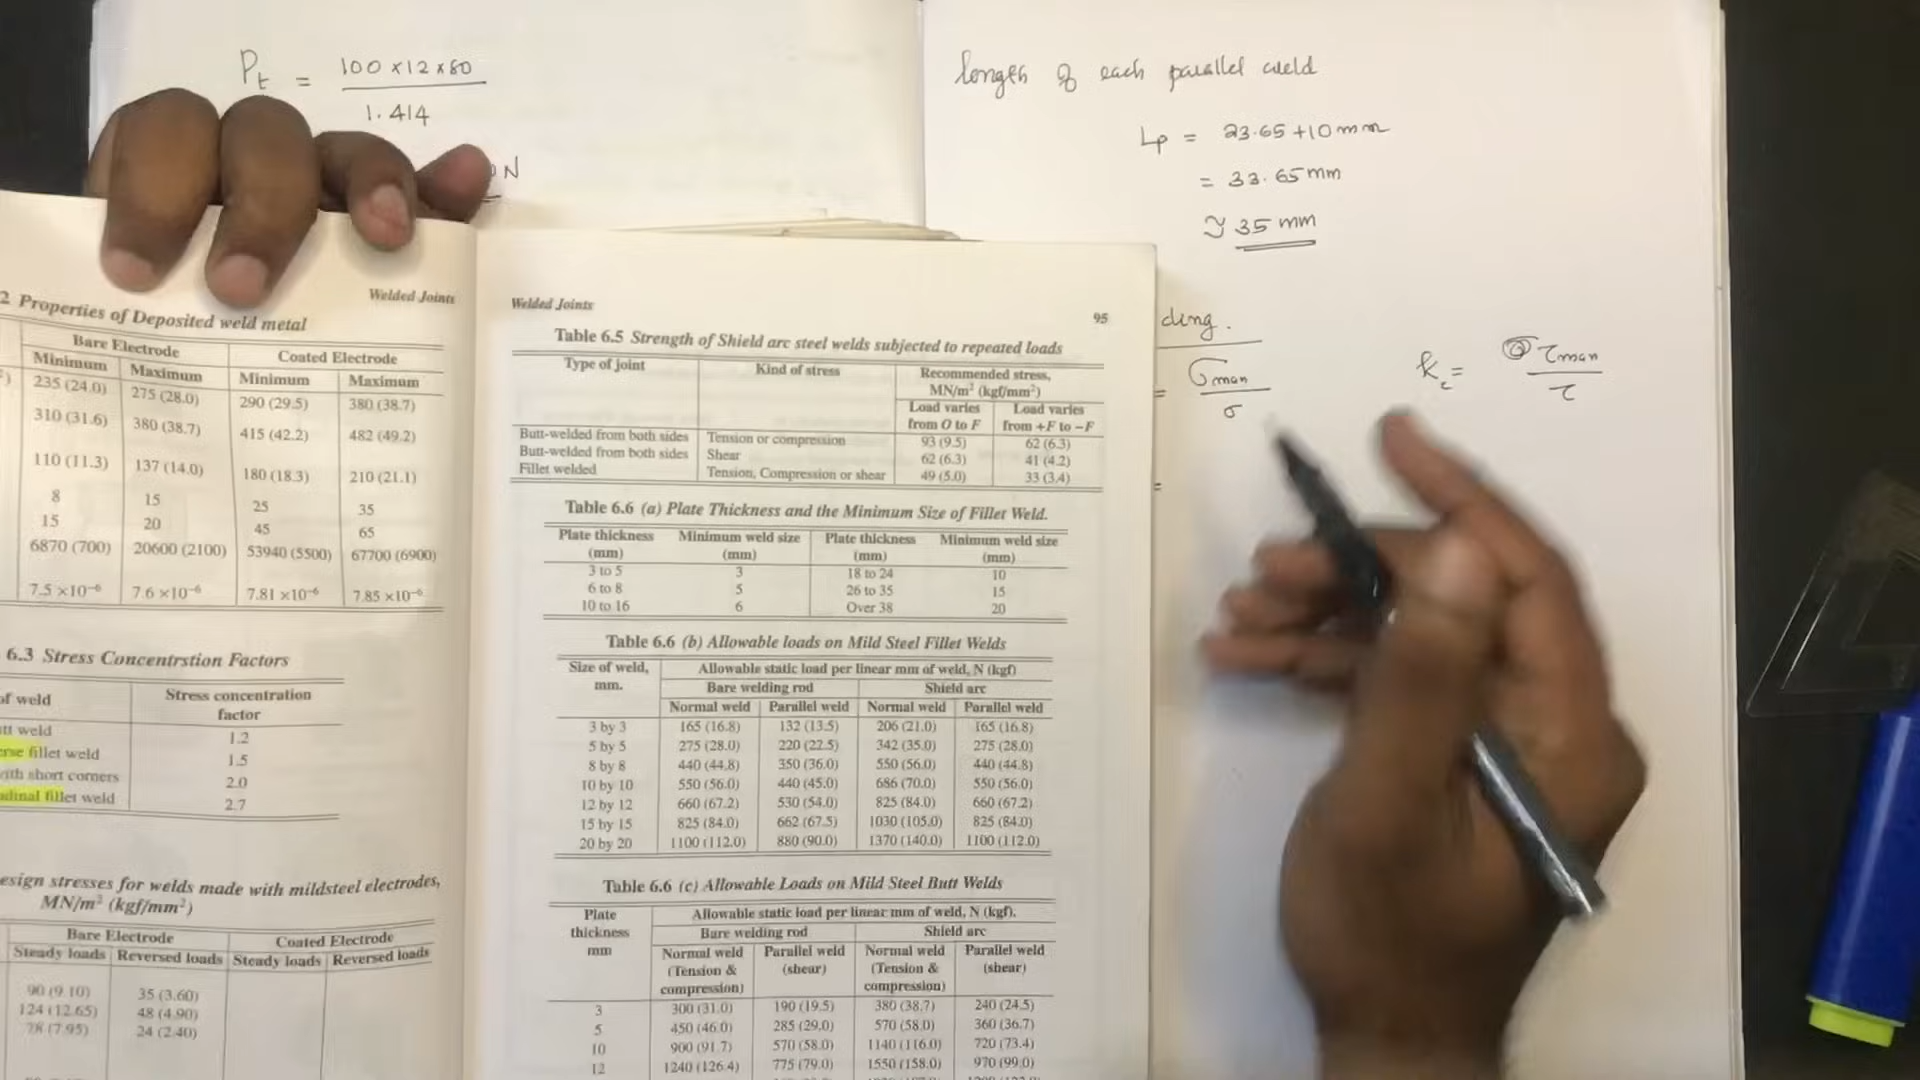 P_t = 100 × 12 × 80
1.414
N
length of each parallel weld
Lp = 23.65 + 10 mm
= 33.65 mm
≃ 35 mm
ding.
= σman
σ
k = τman
τ
=
Welded Joints
2 Properties of Deposited weld metal
Bare Electrode Coated Electrode
Minimum Maximum Minimum Maximum
235 (24.0) 275 (28.0) 290 (29.5) 380 (38.7)
310 (31.6) 380 (38.7) 415 (42.2) 482 (49.2)
110 (11.3) 137 (14.0) 180 (18.3) 210 (21.1)
8 15 25 35
15 20 45 65
6870 (700) 20600 (2100) 53940 (5500) 67700 (6900)
7.5 ×10⁻⁶ 7.6 ×10⁻⁶ 7.81 ×10⁻⁶ 7.85 ×10⁻⁶
6.3 Stress Concentrstion Factors
of weld Stress concentration
factor
tt weld 1.2
erse fillet weld 1.5
ith short corners 2.0
dinal fillet weld 2.7
esign stresses for welds made with mildsteel electrodes,
MN/m² (kgf/mm²)
Bare Electrode Coated Electrode
Steady loads Reversed loads Steady loads Reversed loads
90 (9.10) 35 (3.60)
124 (12.65) 48 (4.90)
78 (7.95) 24 (2.40)
Welded Joints 95
Table 6.5 Strength of Shield arc steel welds subjected to repeated loads
Type of joint Kind of stress Recommended stress,
MN/m² (kgf/mm²)
Load varies Load varies
from O to F from +F to −F
Butt-welded from both sides Tension or compression 93 (9.5) 62 (6.3)
Butt-welded from both sides Shear 62 (6.3) 41 (4.2)
Fillet welded Tension, Compression or shear 49 (5.0) 33 (3.4)
Table 6.6 (a) Plate Thickness and the Minimum Size of Fillet Weld.
Plate thickness Minimum weld size Plate thickness Minimum weld size
(mm) (mm) (mm) (mm)
3 to 5 3 18 to 24 10
6 to 8 5 26 to 35 15
10 to 16 6 Over 38 20
Table 6.6 (b) Allowable loads on Mild Steel Fillet Welds
Size of weld, Allowable static load per linear mm of weld, N (kgf)
mm. Bare welding rod Shield arc
Normal weld Parallel weld Normal weld Parallel weld
3 by 3 165 (16.8) 132 (13.5) 206 (21.0) 165 (16.8)
5 by 5 275 (28.0) 220 (22.5) 342 (35.0) 275 (28.0)
8 by 8 440 (44.8) 350 (36.0) 550 (56.0) 440 (44.8)
10 by 10 550 (56.0) 440 (45.0) 686 (70.0) 550 (56.0)
12 by 12 660 (67.2) 530 (54.0) 825 (84.0) 660 (67.2)
15 by 15 825 (84.0) 662 (67.5) 1030 (105.0) 825 (84.0)
20 by 20 1100 (112.0) 880 (90.0) 1370 (140.0) 1100 (112.0)
Table 6.6 (c) Allowable Loads on Mild Steel Butt Welds
Plate Allowable static load per linear mm of weld, N (kgf).
thickness Bare welding rod Shield arc
mm Normal weld Parallel weld Normal weld Parallel weld
(Tension & (shear) (Tension & (shear)
compression) compression)
3 300 (31.0) 190 (19.5) 380 (38.7) 240 (24.5)
5 450 (46.0) 285 (29.0) 570 (58.0) 360 (36.7)
10 900 (91.7) 570 (58.0) 1140 (116.0) 720 (73.4)
12 1240 (126.4) 775 (79.0) 1550 (158.0) 970 (99.0)